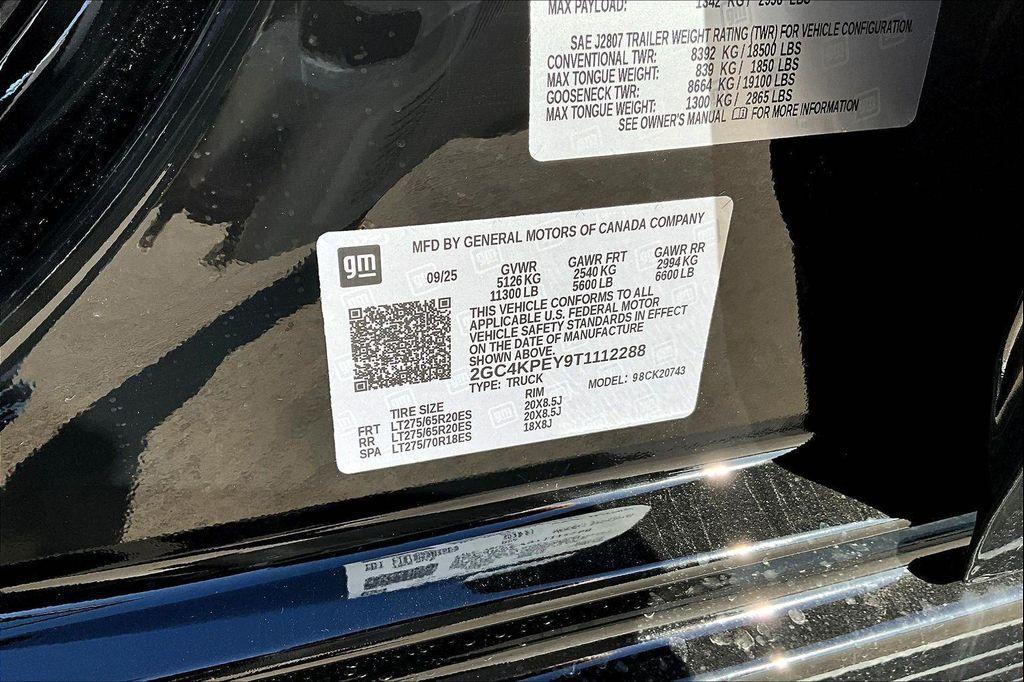 MAX PAYLOAD: 1342 KG / 2958 LBS
SAE J2807 TRAILER WEIGHT RATING (TWR) FOR VEHICLE CONFIGURATION.
CONVENTIONAL TWR: 8392 KG/ 18500 LBS
MAX TONGUE WEIGHT: 839 KG/ 1850 LBS
GOOSENECK TWR: 8664 KG/ 19100 LBS
MAX TONGUE WEIGHT: 1300 KG / 2865 LBS
SEE OWNER'S MANUAL FOR MORE INFORMATION
gm
MFD BY GENERAL MOTORS OF CANADA COMPANY
09/25 GVWR GAWR FRT GAWR RR
5126 KG 2540 KG 2994 KG
11300 LB 5600 LB 6600 LB
THIS VEHICLE CONFORMS TO ALL
APPLICABLE U.S. FEDERAL MOTOR
VEHICLE SAFETY STANDARDS IN EFFECT
ON THE DATE OF MANUFACTURE
SHOWN ABOVE.
2GC4KPEY9T1112288
TYPE: TRUCK MODEL: 98CK20743
TIRE SIZE RIM
FRT LT275/65R20ES 20X8.5J
RR LT275/65R20ES 20X8.5J
SPA LT275/70R18ES 18X8J